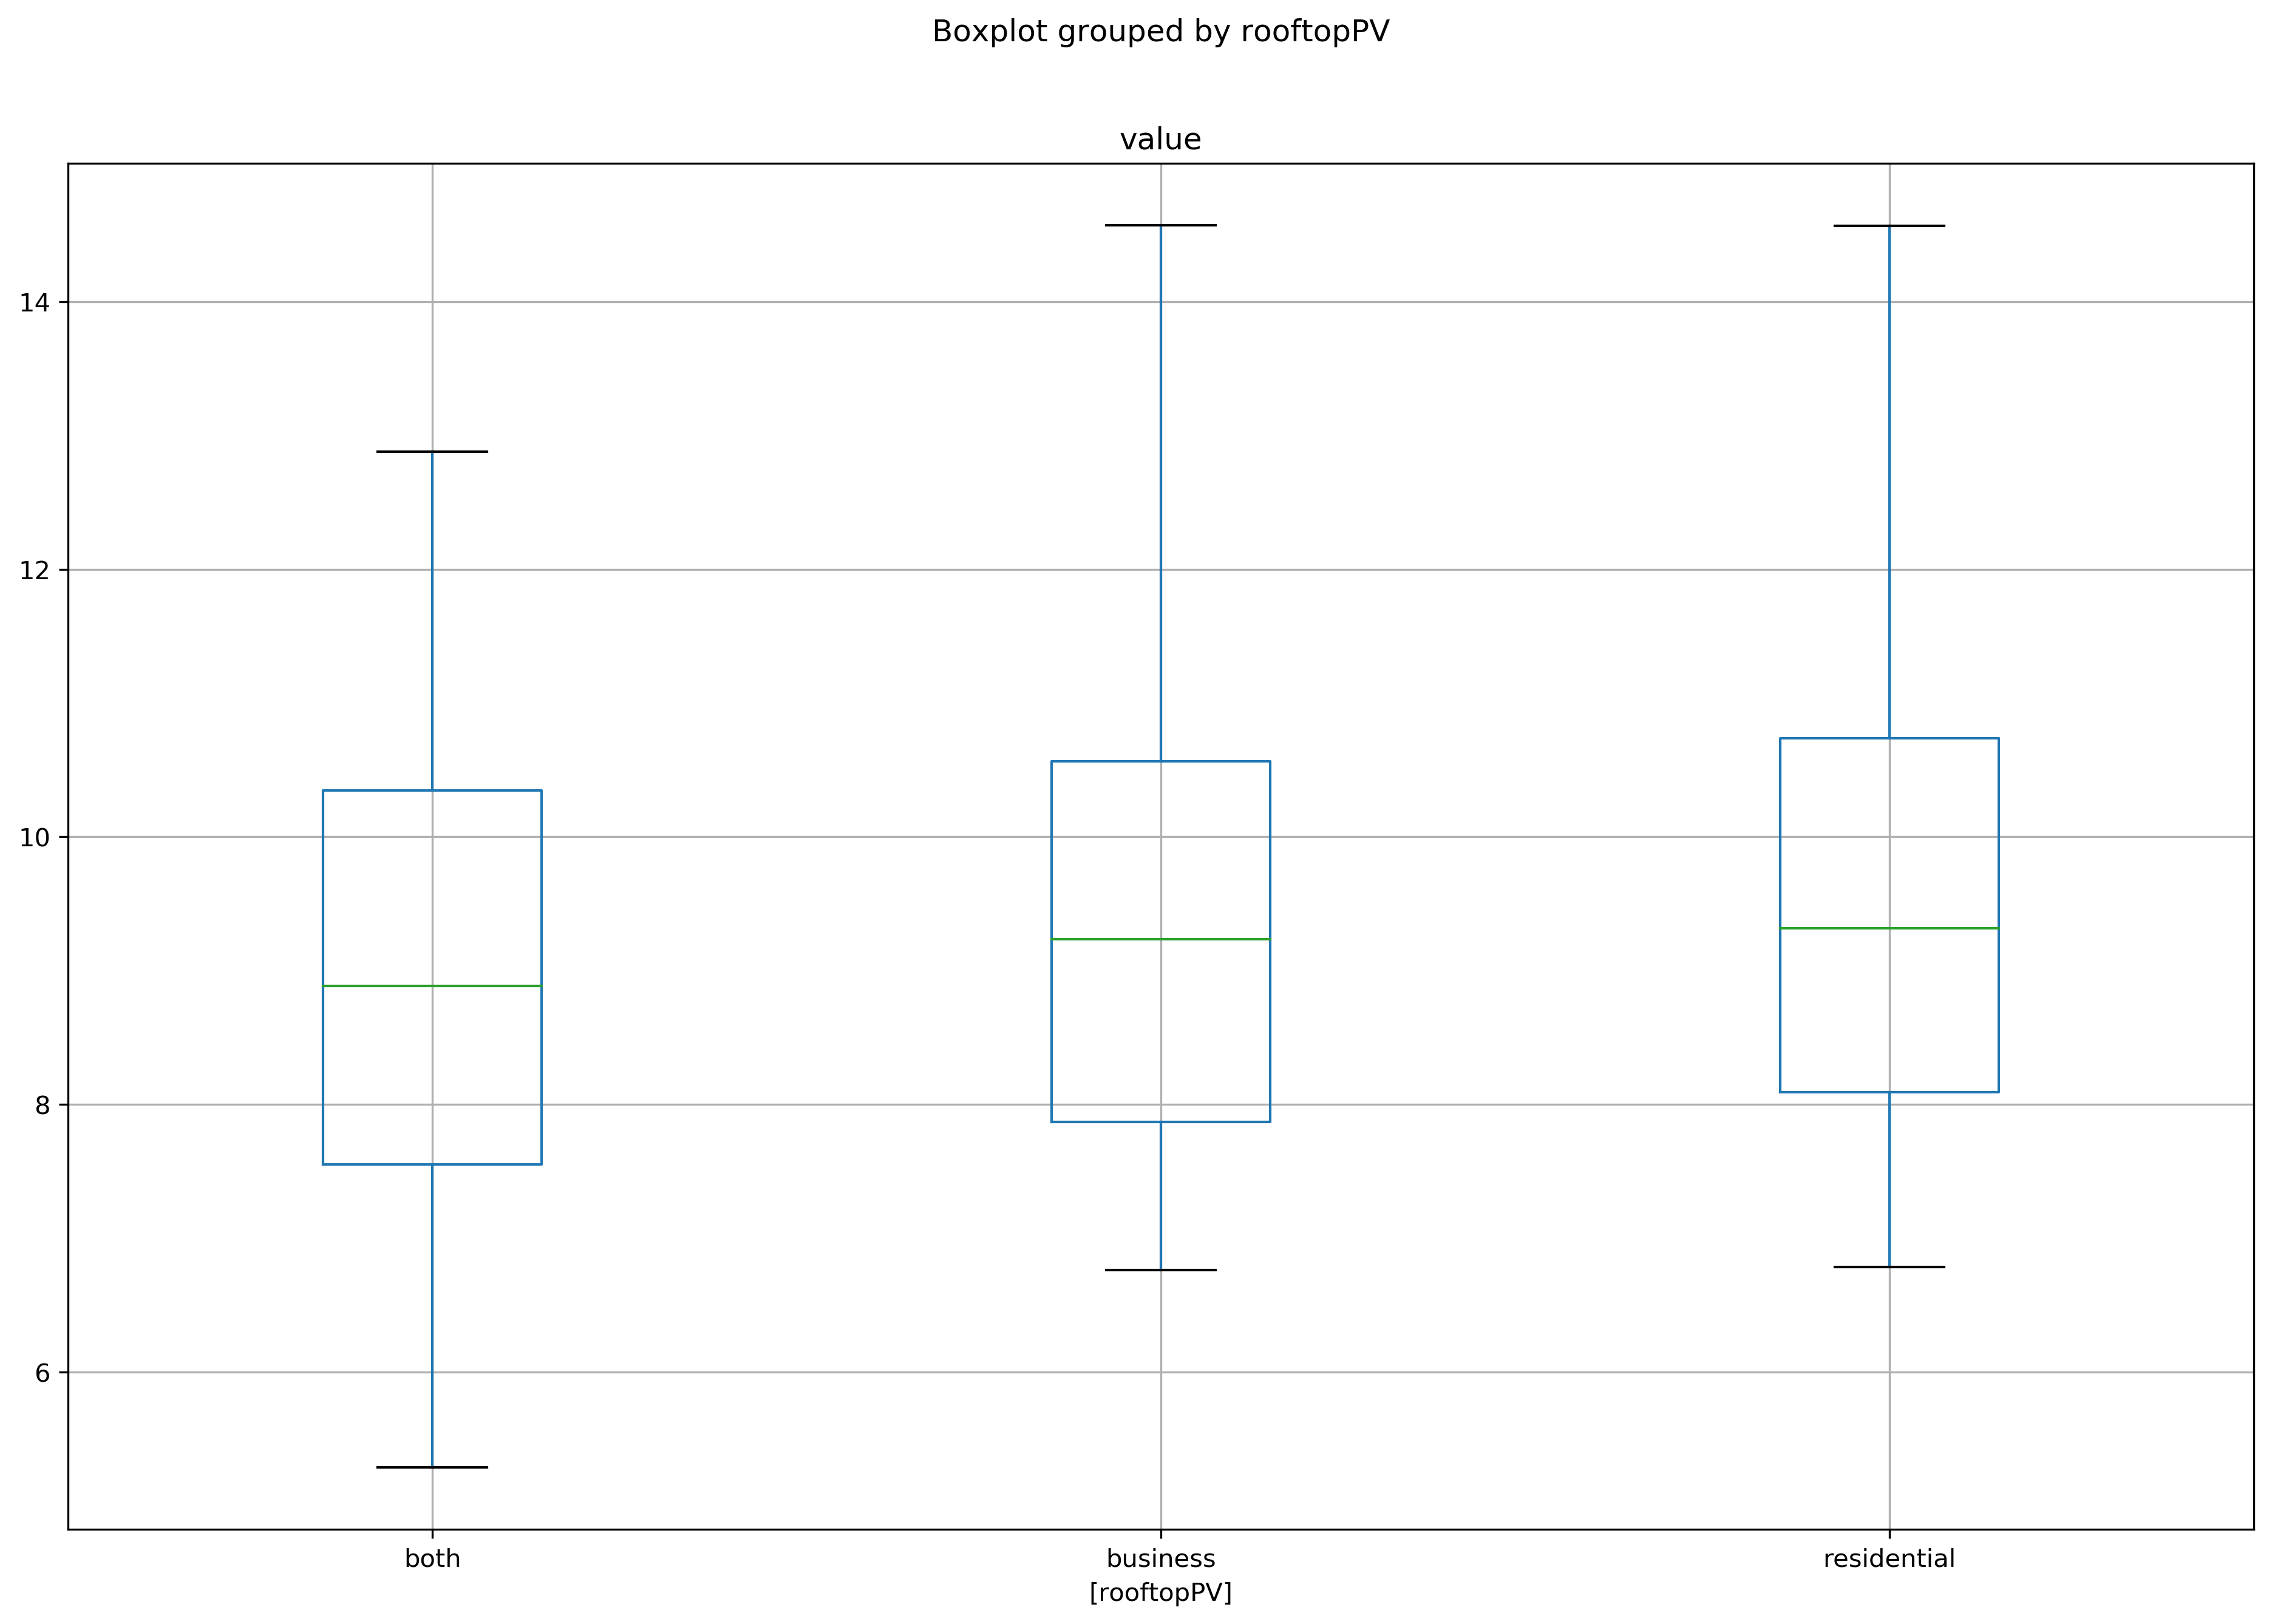 Boxplot grouped by rooftopPV
value
14
12
10
8
6
both business residential
[rooftopPV]